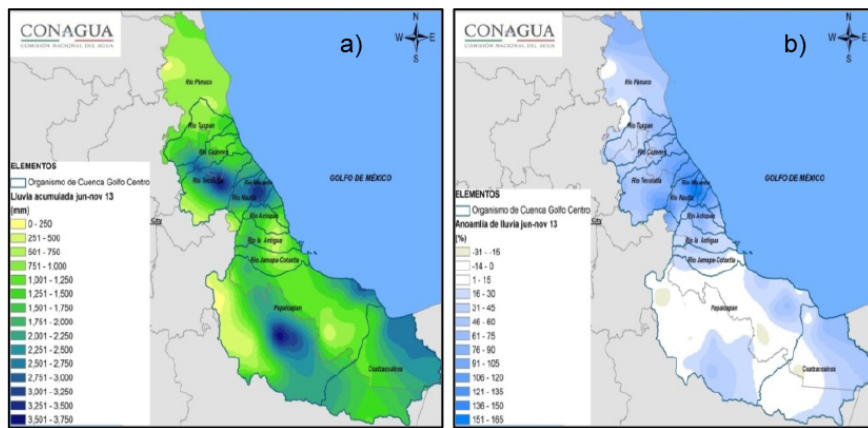 CONAGUA
COMISIÓN NACIONAL DEL AGUA
a)
N
W E
S
Río Pánuco
Río Tuxpan
Río Cazones
Río Tecolutla
Río Nautla
Río Misantla
Río Actopan
Río la Antigua
Río Jamapa-Cotaxtla
Papaloapan
Coatzacoalcos
GOLFO DE MÉXICO
ELEMENTOS
Organismo de Cuenca Golfo Centro
Lluvia acumulada jun-nov 13
(mm)
0 - 250
251 - 500
501 - 750
751 - 1,000
1,001 - 1,250
1,251 - 1,500
1,501 - 1,750
1,751 - 2,000
2,001 - 2,250
2,251 - 2,500
2,501 - 2,750
2,751 - 3,000
3,001 - 3,250
3,251 - 3,500
3,501 - 3,750
CONAGUA
COMISIÓN NACIONAL DEL AGUA
b)
N
W E
S
Río Pánuco
Río Tuxpan
Río Cazones
Río Tecolutla
Río Nautla
Río Misantla
Río Actopan
Río la Antigua
Río Jamapa-Cotaxtla
Papaloapan
Coatzacoalcos
GOLFO DE MÉXICO
ELEMENTOS
Organismo de Cuenca Golfo Centro
Anoamlía de lluvia jun-nov 13
(%)
-31 - -15
-14 - 0
1 - 15
16 - 30
31 - 45
46 - 60
61 - 75
76 - 90
91 - 105
106 - 120
121 - 135
136 - 150
151 - 165